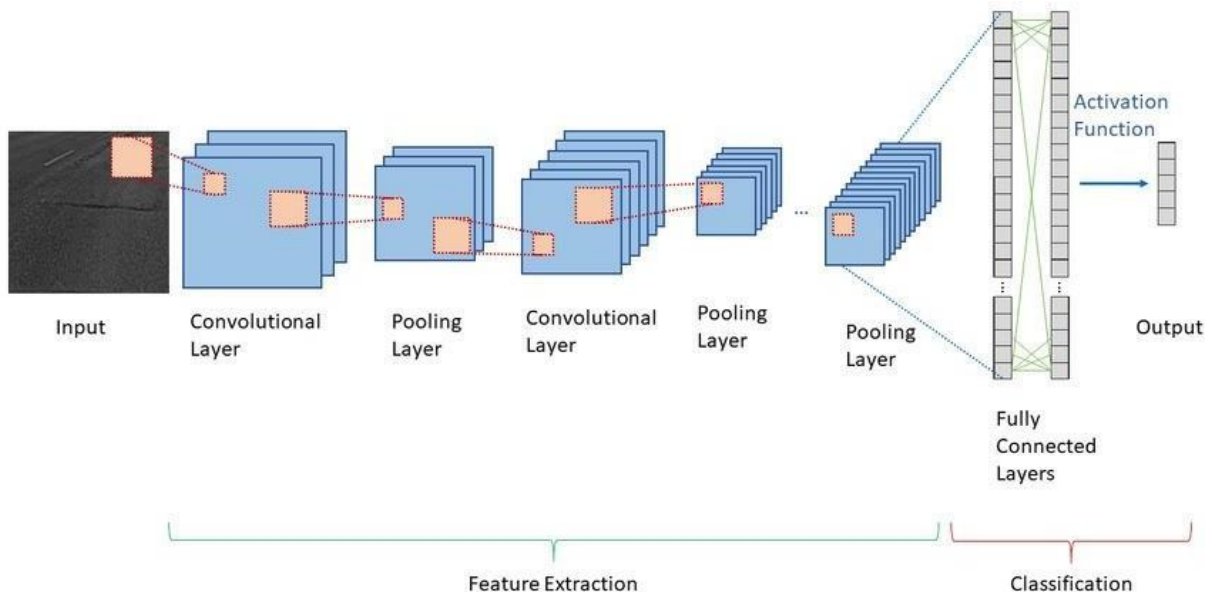 Activation
Function
Input
Convolutional
Layer
Pooling
Layer
Convolutional
Layer
Pooling
Layer
...
Pooling
Layer
Output
Fully
Connected
Layers
Feature Extraction
Classification